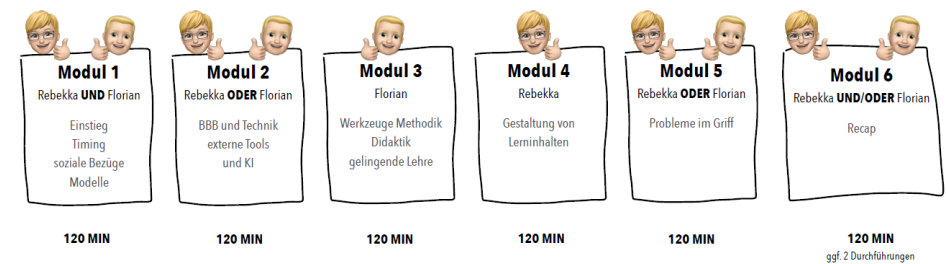 Modul 1
Rebekka UND Florian
Einstieg
Timing
soziale Bezüge
Modelle
120 MIN
Modul 2
Rebekka ODER Florian
BBB und Technik
externe Tools
und KI
120 MIN
Modul 3
Florian
Werkzeuge Methodik
Didaktik
gelingende Lehre
120 MIN
Modul 4
Rebekka
Gestaltung von
Lerninhalten
120 MIN
Modul 5
Rebekka ODER Florian
Probleme im Griff
120 MIN
Modul 6
Rebekka UND/ODER Florian
Recap
120 MIN
ggf. 2 Durchführungen